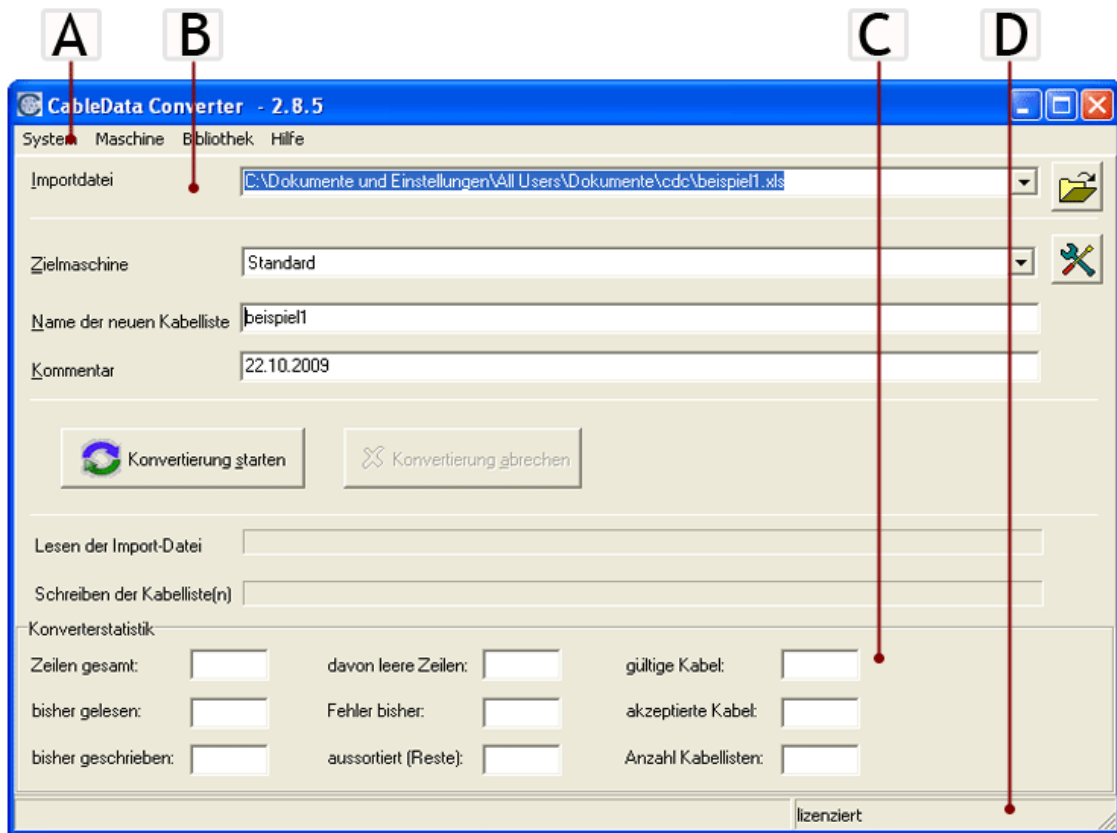 A B C D
CableData Converter - 2.8.5
System Maschine Bibliothek Hilfe
Importdatei C:\Dokumente und Einstellungen\All Users\Dokumente\cdc\beispiel1.xls
Zielmaschine Standard
Name der neuen Kabelliste beispiel1
Kommentar 22.10.2009
Konvertierung starten Konvertierung abrechen
Lesen der Import-Datei
Schreiben der Kabelliste(n)
Konverterstatistik
Zeilen gesamt: davon leere Zeilen: gültige Kabel:
bisher gelesen: Fehler bisher: akzeptierte Kabel:
bisher geschrieben: aussortiert (Reste): Anzahl Kabellisten:
lizenziert